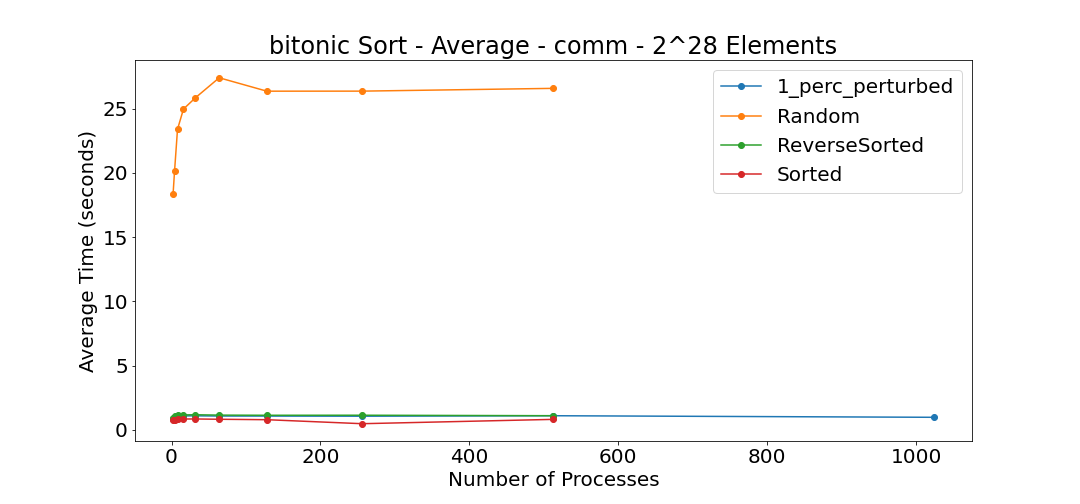 bitonic Sort - Average - comm - 2^28 Elements
1_perc_perturbed
Random
ReverseSorted
Sorted
Average Time (seconds)
25
20
15
10
5
0
0 200 400 600 800 1000
Number of Processes